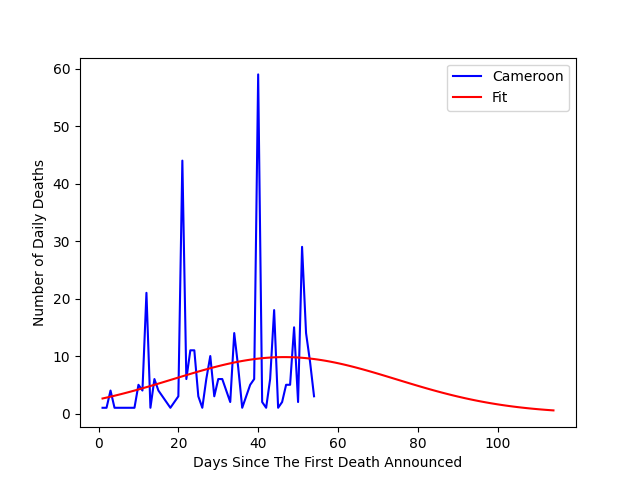 Cameroon
Fit
60
50
40
30
20
10
0
Number of Daily Deaths
0 20 40 60 80 100
Days Since The First Death Announced